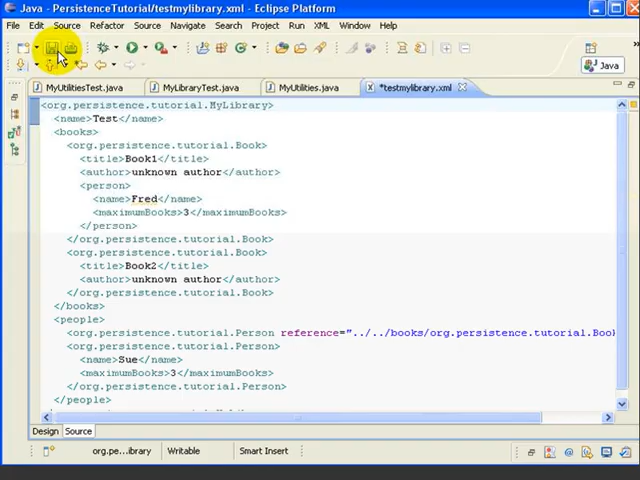 Java - PersistenceTutorial/testmylibrary.xml - Eclipse Platform
File Edit Source Refactor Source Navigate Search Project Run XML Window Help
Java
MyUtilitiesTest.java MyLibraryTest.java MyUtilities.java *testmylibrary.xml
<org.persistence.tutorial.MyLibrary>
<name>Test</name>
<books>
<org.persistence.tutorial.Book>
<title>Book1</title>
<author>unknown author</author>
<person>
<name>Fred</name>
<maximumBooks>3</maximumBooks>
</person>
</org.persistence.tutorial.Book>
<org.persistence.tutorial.Book>
<title>Book2</title>
<author>unknown author</author>
</org.persistence.tutorial.Book>
</books>
<people>
<org.persistence.tutorial.Person reference="../../books/org.persistence.tutorial.Boo
<org.persistence.tutorial.Person>
<name>Sue</name>
<maximumBooks>3</maximumBooks>
</org.persistence.tutorial.Person>
</people>
Design Source
org.pe...ibrary Writable Smart Insert